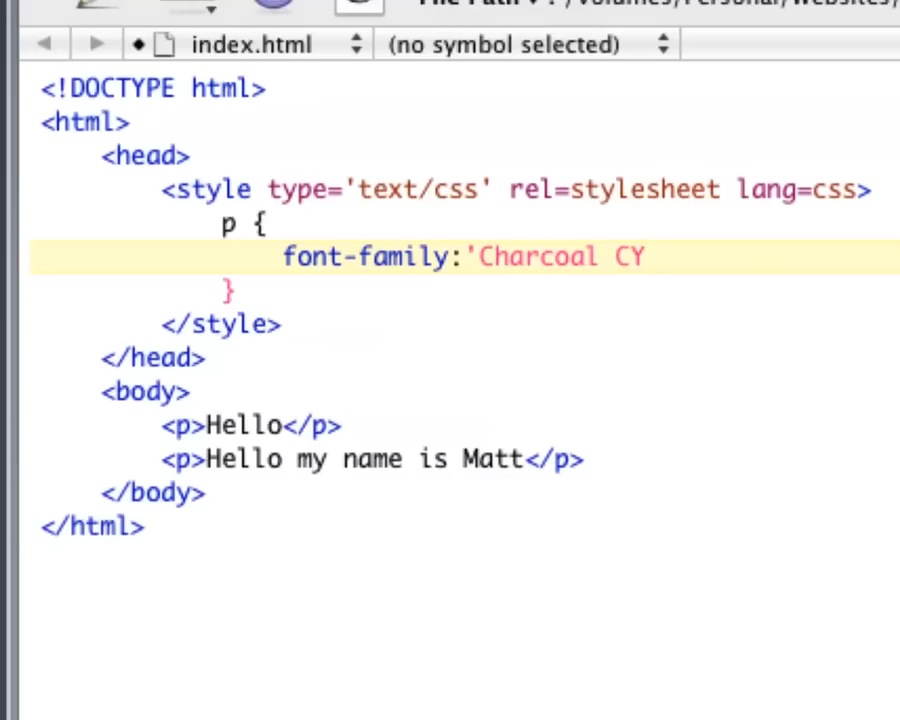 index.html (no symbol selected)
<!DOCTYPE html>
<html>
<head>
<style type='text/css' rel=stylesheet lang=css>
p {
font-family:'Charcoal CY
}
</style>
</head>
<body>
<p>Hello</p>
<p>Hello my name is Matt</p>
</body>
</html>